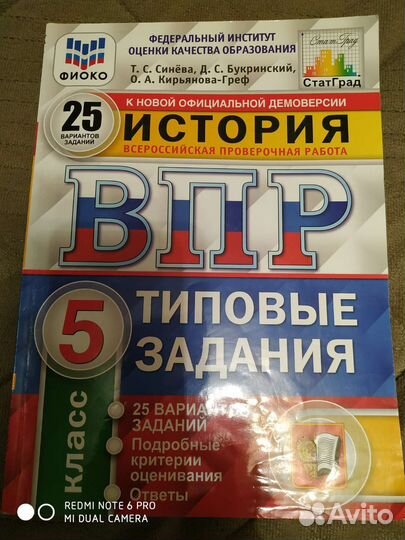 ФЕДЕРАЛЬНЫЙ ИНСТИТУТ
ОЦЕНКИ КАЧЕСТВА ОБРАЗОВАНИЯ
ФИОКО
Т. С. Синёва, Д. С. Букринский,
О. А. Кирьянова-Греф
СтатГрад
СтатГрад
25
ВАРИАНТОВ
ЗАДАНИЙ
К НОВОЙ ОФИЦИАЛЬНОЙ ДЕМОВЕРСИИ
ИСТОРИЯ
ВСЕРОССИЙСКАЯ ПРОВЕРОЧНАЯ РАБОТА
ВПР
5
класс
ТИПОВЫЕ
ЗАДАНИЯ
25 ВАРИАНТОВ
ЗАДАНИЙ
Подробные
критерии
оценивания
Ответы
REDMI NOTE 6 PRO
MI DUAL CAMERA
Avito